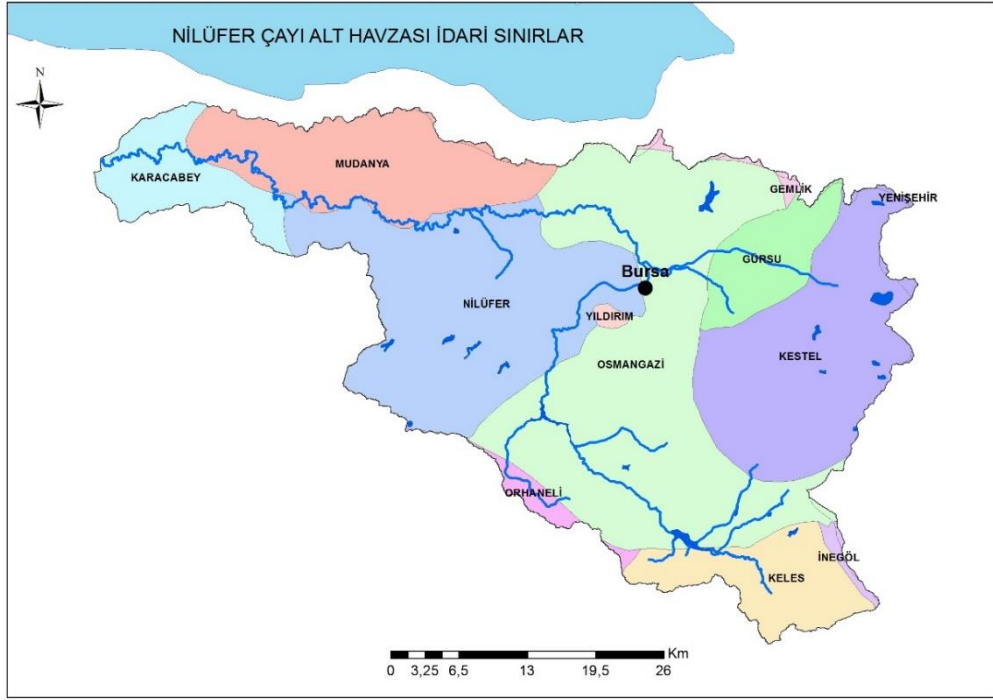 NİLÜFER ÇAYI ALT HAVZASI İDARİ SINIRLAR
N
MUDANYA
KARACABEY
GEMLİK
YENİŞEHİR
GÜRSU
Bursa
NİLÜFER
YILDIRIM
KESTEL
OSMANGAZİ
ORHANELİ
İNEGÖL
KELES
Km
0 3,25 6,5 13 19,5 26